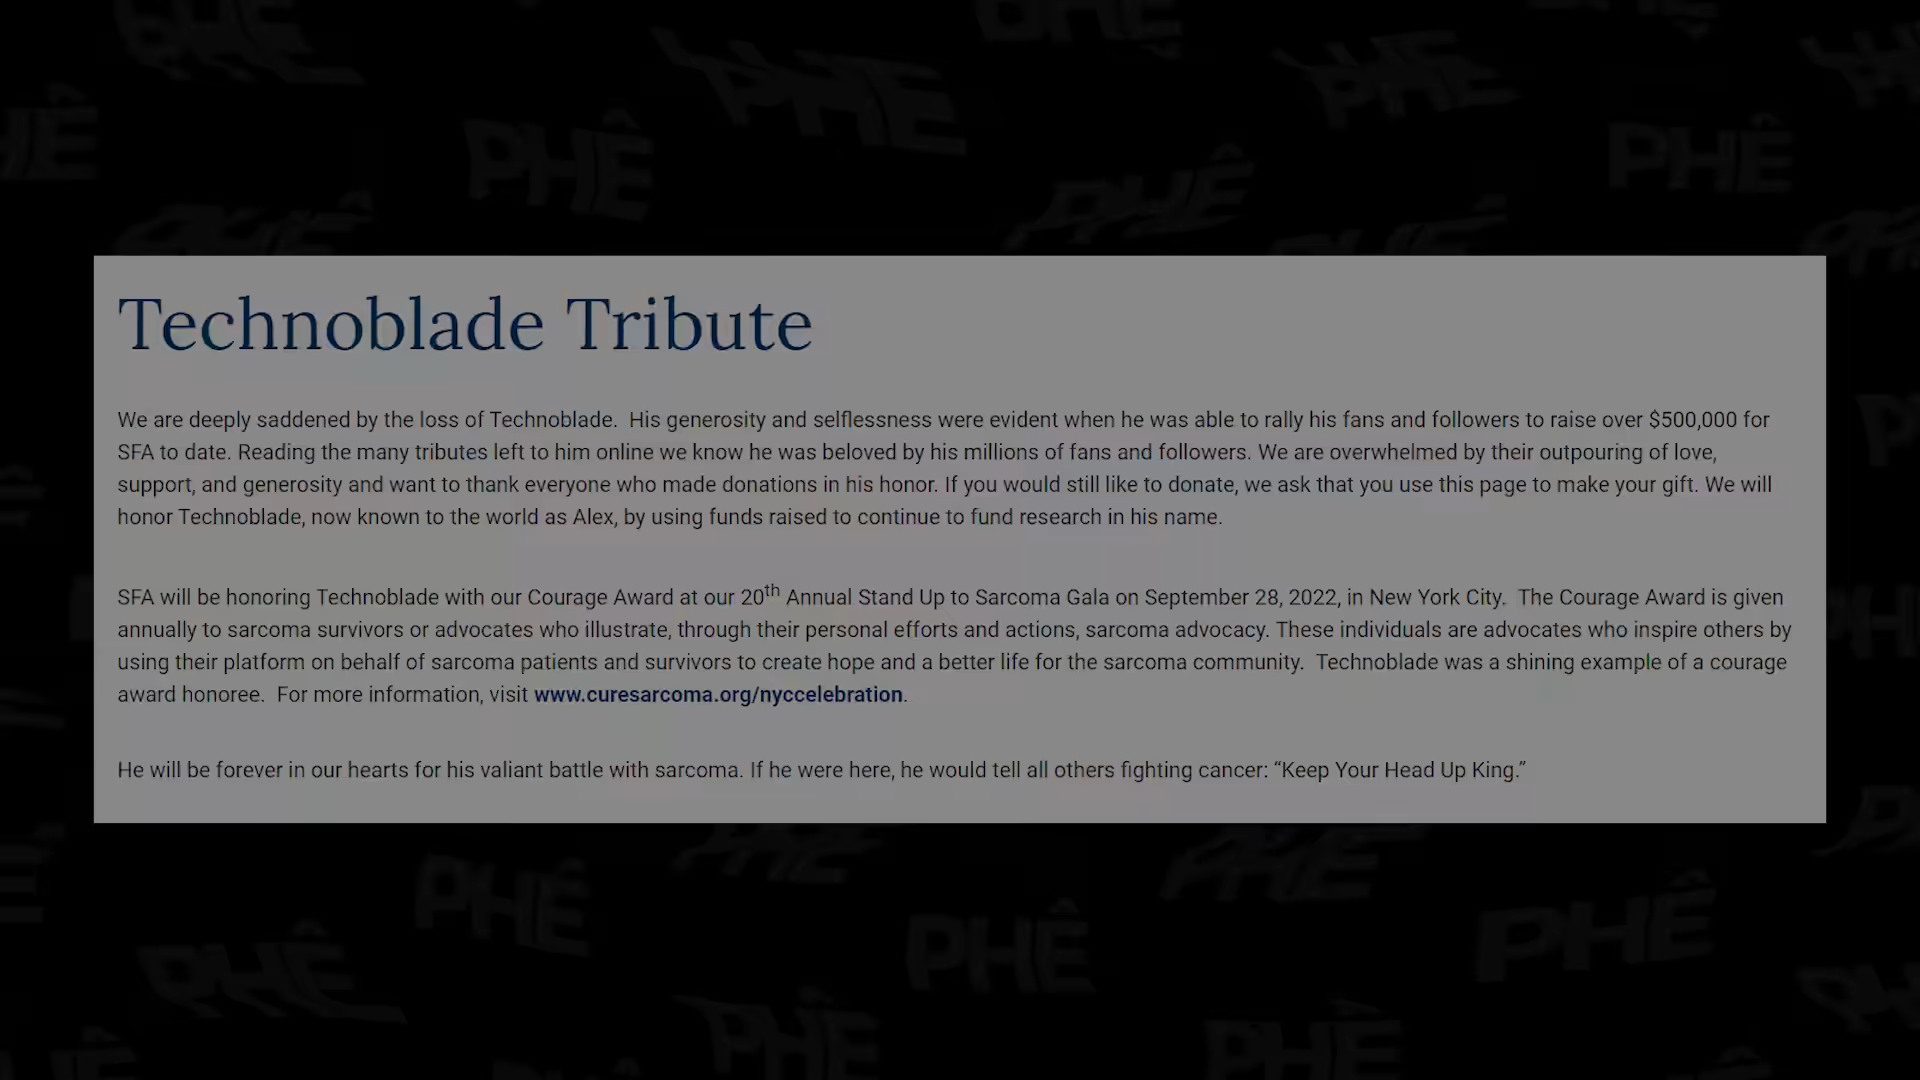 PHÊ
PHÊ
PHÊ
PHÊ
PHÊ
PHÊ
Technoblade Tribute
We are deeply saddened by the loss of Technoblade.  His generosity and selflessness were evident when he was able to rally his fans and followers to raise over $500,000 for
SFA to date. Reading the many tributes left to him online we know he was beloved by his millions of fans and followers. We are overwhelmed by their outpouring of love,
support, and generosity and want to thank everyone who made donations in his honor. If you would still like to donate, we ask that you use this page to make your gift. We will
honor Technoblade, now known to the world as Alex, by using funds raised to continue to fund research in his name.
SFA will be honoring Technoblade with our Courage Award at our 20th Annual Stand Up to Sarcoma Gala on September 28, 2022, in New York City.  The Courage Award is given
annually to sarcoma survivors or advocates who illustrate, through their personal efforts and actions, sarcoma advocacy. These individuals are advocates who inspire others by
using their platform on behalf of sarcoma patients and survivors to create hope and a better life for the sarcoma community.  Technoblade was a shining example of a courage
award honoree.  For more information, visit www.curesarcoma.org/nyccelebration.
He will be forever in our hearts for his valiant battle with sarcoma. If he were here, he would tell all others fighting cancer: “Keep Your Head Up King.”
PHÊ
PHÊ
PHÊ
PHÊ
PHÊ
PHÊ
PHÊ